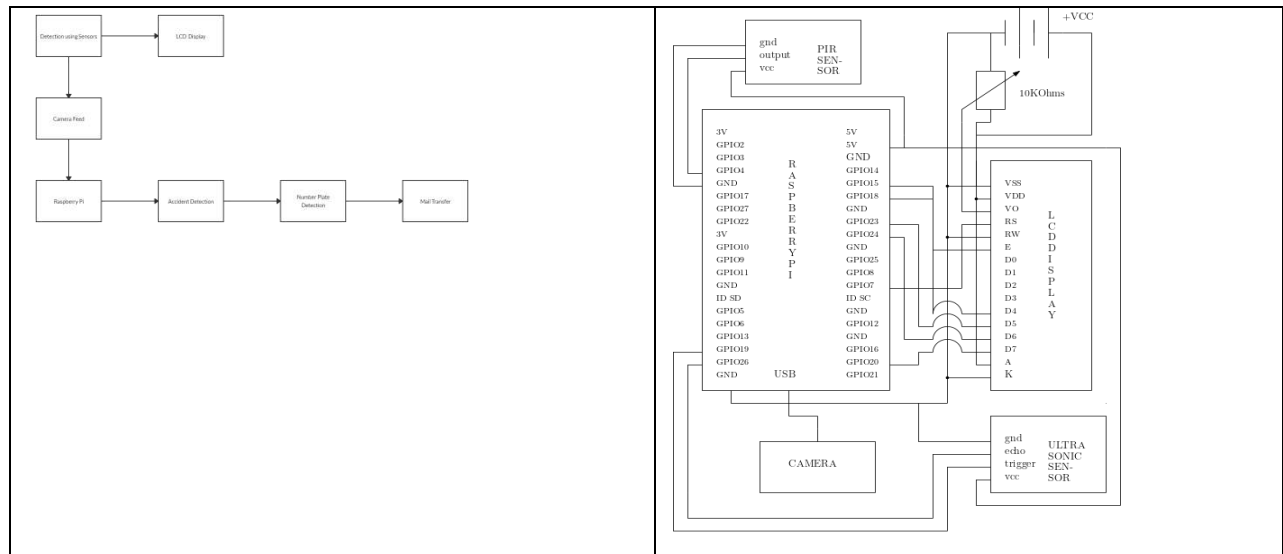 Detection using Sensors
LCD Display
Camera Feed
Raspberry Pi
Accident Detection
Number Plate
Detection
Mail Transfer
+VCC
gnd
output
vcc
PIR
SEN-
SOR
10KOhms
3V
GPIO2
GPIO3
GPIO4
GND
GPIO17
GPIO27
GPIO22
3V
GPIO10
GPIO9
GPIO11
GND
ID SD
GPIO5
GPIO6
GPIO13
GPIO19
GPIO26
GND
R
A
S
P
B
E
R
R
Y
P
I
USB
5V
5V
GND
GPIO14
GPIO15
GPIO18
GND
GPIO23
GPIO24
GND
GPIO25
GPIO8
GPIO7
ID SC
GND
GPIO12
GND
GPIO16
GPIO20
GPIO21
VSS
VDD
VO
RS
RW
E
D0
D1
D2
D3
D4
D5
D6
D7
A
K
L
C
D
D
I
S
P
L
A
Y
CAMERA
gnd
echo
trigger
vcc
ULTRA
SONIC
SEN-
SOR